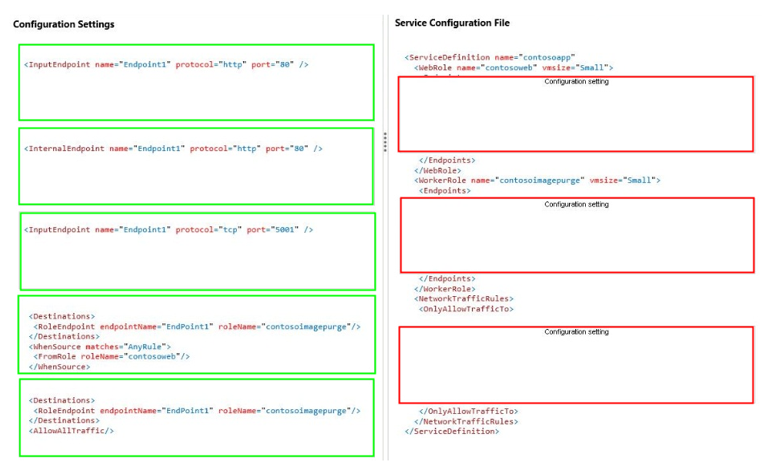 Configuration Settings
<InputEndpoint name="Endpoint1" protocol="http" port="80" />
<InternalEndpoint name="Endpoint1" protocol="http" port="80" />
<InputEndpoint name="Endpoint1" protocol="tcp" port="5001" />
<Destinations>
<RoleEndpoint endpointName="EndPoint1" roleName="contosoimagepurge"/>
</Destinations>
<WhenSource matches="AnyRule">
<FromRole roleName="contosoweb"/>
</WhenSource>
<Destinations>
<RoleEndpoint endpointName="EndPoint1" roleName="contosoimagepurge"/>
</Destinations>
<AllowAllTraffic/>
Service Configuration File
<ServiceDefinition name="contosoapp"
<WebRole name="contosoweb" vmsize="Small">
Configuration setting
</Endpoints>
</WebRole>
<WorkerRole name="contosoimagepurge" vmsize="Small">
<Endpoints>
Configuration setting
</Endpoints>
</WorkerRole>
<NetworkTrafficRules>
<OnlyAllowTrafficTo>
Configuration setting
</OnlyAllowTrafficTo>
</NetworkTrafficRules>
</ServiceDefinition>